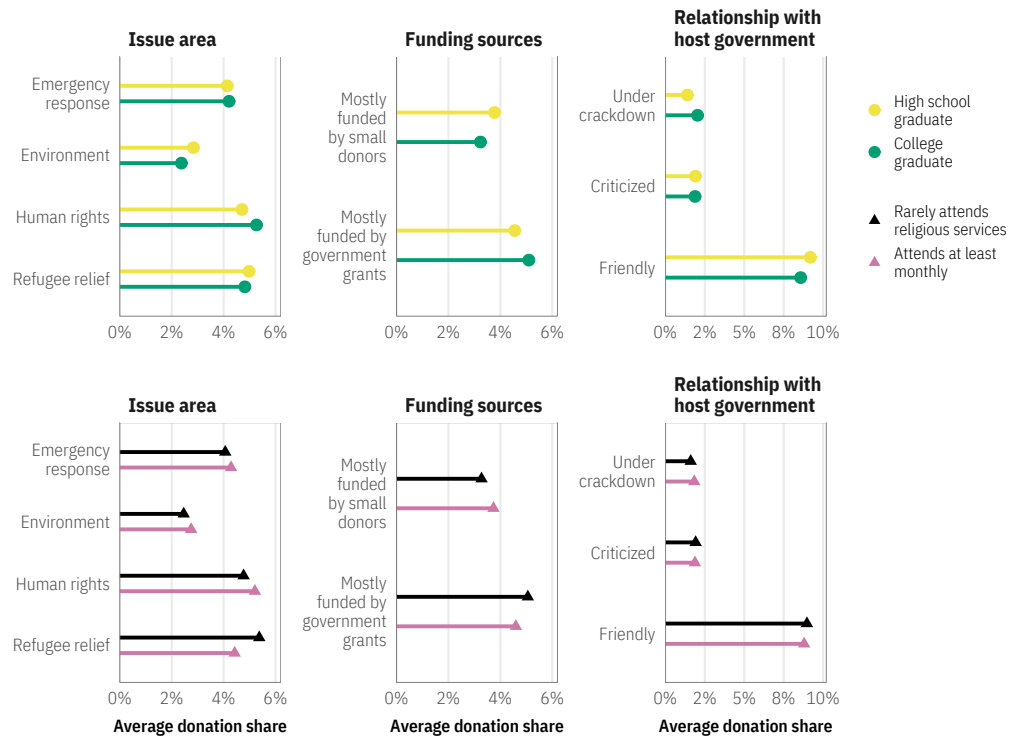 Issue area
Emergency
response
Environment
Human rights
Refugee relief
0% 2% 4% 6%
Funding sources
Mostly
funded
by small
donors
Mostly
funded by
government
grants
0% 2% 4% 6%
Relationship with
host government
Under
crackdown
Criticized
Friendly
0% 2% 5% 8% 10%
High school
graduate
College
graduate
Rarely attends
religious services
Attends at least
monthly
Issue area
Emergency
response
Environment
Human rights
Refugee relief
0% 2% 4% 6%
Average donation share
Funding sources
Mostly
funded
by small
donors
Mostly
funded by
government
grants
0% 2% 4% 6%
Relationship with
host government
Under
crackdown
Criticized
Friendly
0% 2% 5% 8% 10%
Average donation share